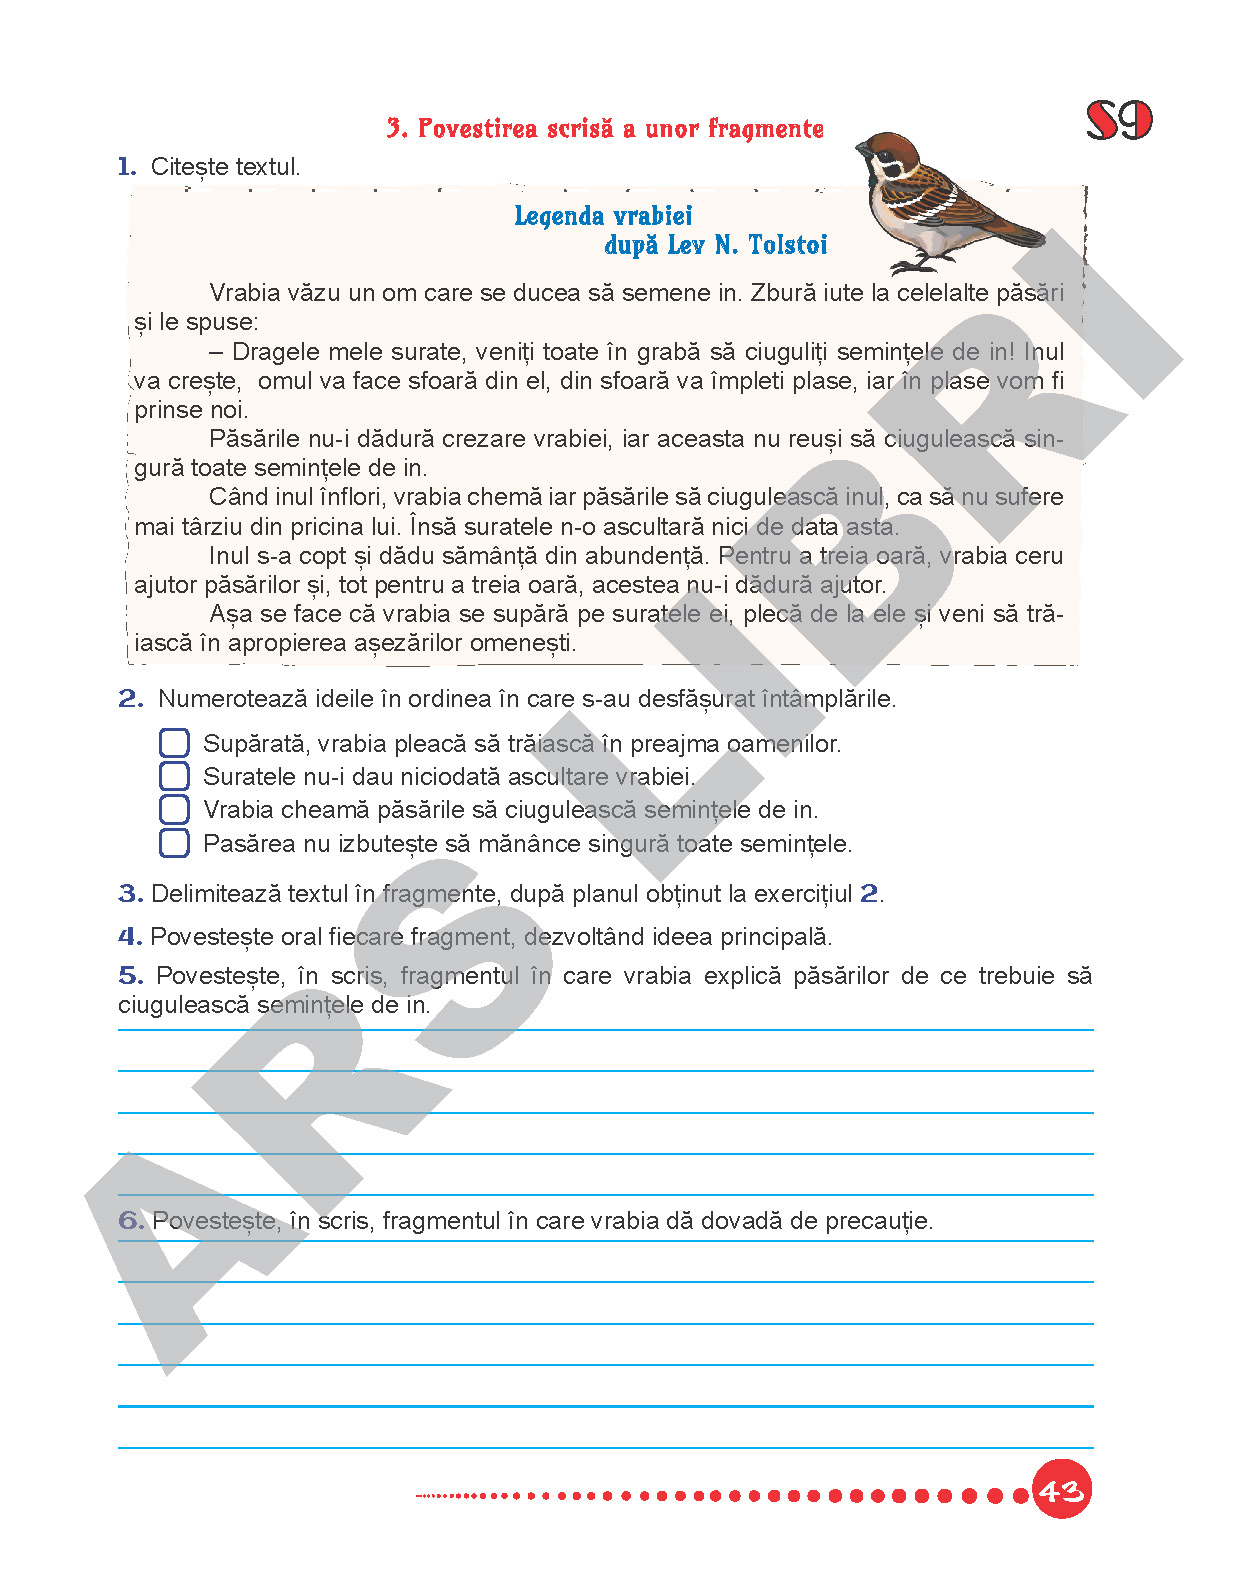 S9
3. Povestirea scrisă a unor fragmente
1. Citește textul.
Legenda vrabiei
după Lev N. Tolstoi
Vrabia văzu un om care se ducea să semene in. Zbură iute la celelalte păsări
și le spuse:
– Dragele mele surate, veniți toate în grabă să ciuguliți semințele de in! Inul
va crește, omul va face sfoară din el, din sfoară va împleti plase, iar în plase vom fi
prinse noi.
Păsările nu-i dădură crezare vrabiei, iar aceasta nu reuși să ciugulească sin-
gură toate semințele de in.
Când inul înflori, vrabia chemă iar păsările să ciugulească inul, ca să nu sufere
mai târziu din pricina lui. Însă suratele n-o ascultară nici de data asta.
Inul s-a copt și dădu sămânță din abundență. Pentru a treia oară, vrabia ceru
ajutor păsărilor și, tot pentru a treia oară, acestea nu-i dădură ajutor.
Așa se face că vrabia se supără pe suratele ei, plecă de la ele și veni să tră-
iască în apropierea așezărilor omenești.
2. Numerotează ideile în ordinea în care s-au desfășurat întâmplările.
Supărată, vrabia pleacă să trăiască în preajma oamenilor.
Suratele nu-i dau niciodată ascultare vrabiei.
Vrabia cheamă păsările să ciugulească semințele de in.
Pasărea nu izbutește să mănânce singură toate semințele.
3. Delimitează textul în fragmente, după planul obținut la exercițiul 2.
4. Povestește oral fiecare fragment, dezvoltând ideea principală.
5. Povestește, în scris, fragmentul în care vrabia explică păsărilor de ce trebuie să
ciugulească semințele de in.
6. Povestește, în scris, fragmentul în care vrabia dă dovadă de precauție.
43
ARS LIBRI